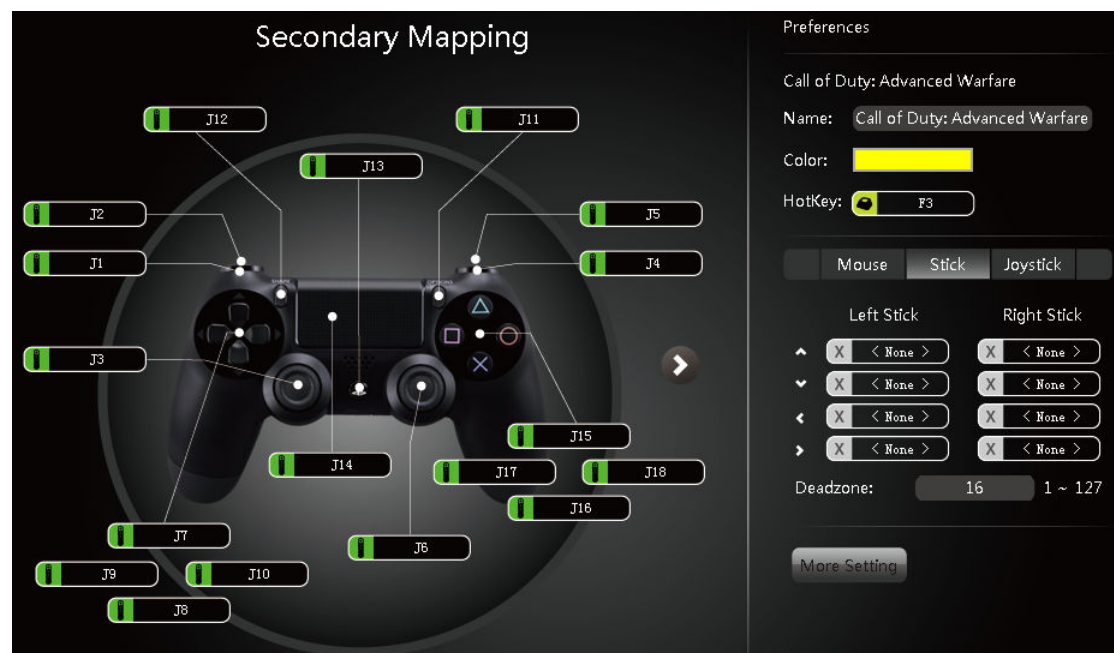 Secondary Mapping
J12
J11
J13
J2
J5
J1
J4
SHARE
OPTIONS
J3
J15
J14
J17
J18
J16
J7
J6
J9
J10
J8
Preferences
Call of Duty: Advanced Warfare
Name: Call of Duty: Advanced Warfare
Color:
HotKey: F3
Mouse Stick Joystick
Left Stick Right Stick
X < None > X < None >
X < None > X < None >
X < None > X < None >
X < None > X < None >
Deadzone: 16 1 ~ 127
More Setting